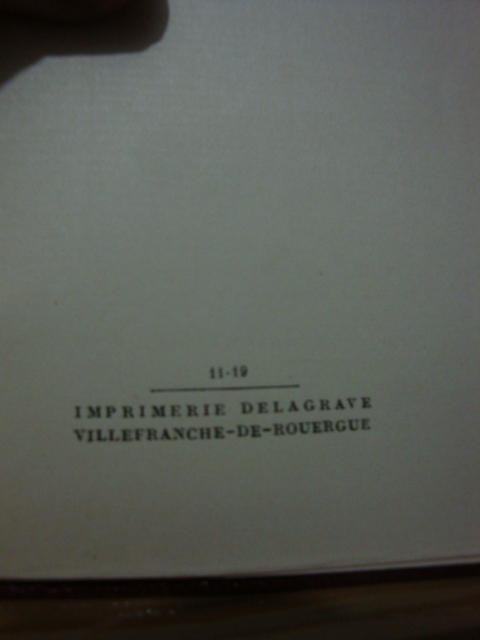 11-19
IMPRIMERIE DELAGRAVE
VILLEFRANCHE-DE-ROUERGUE